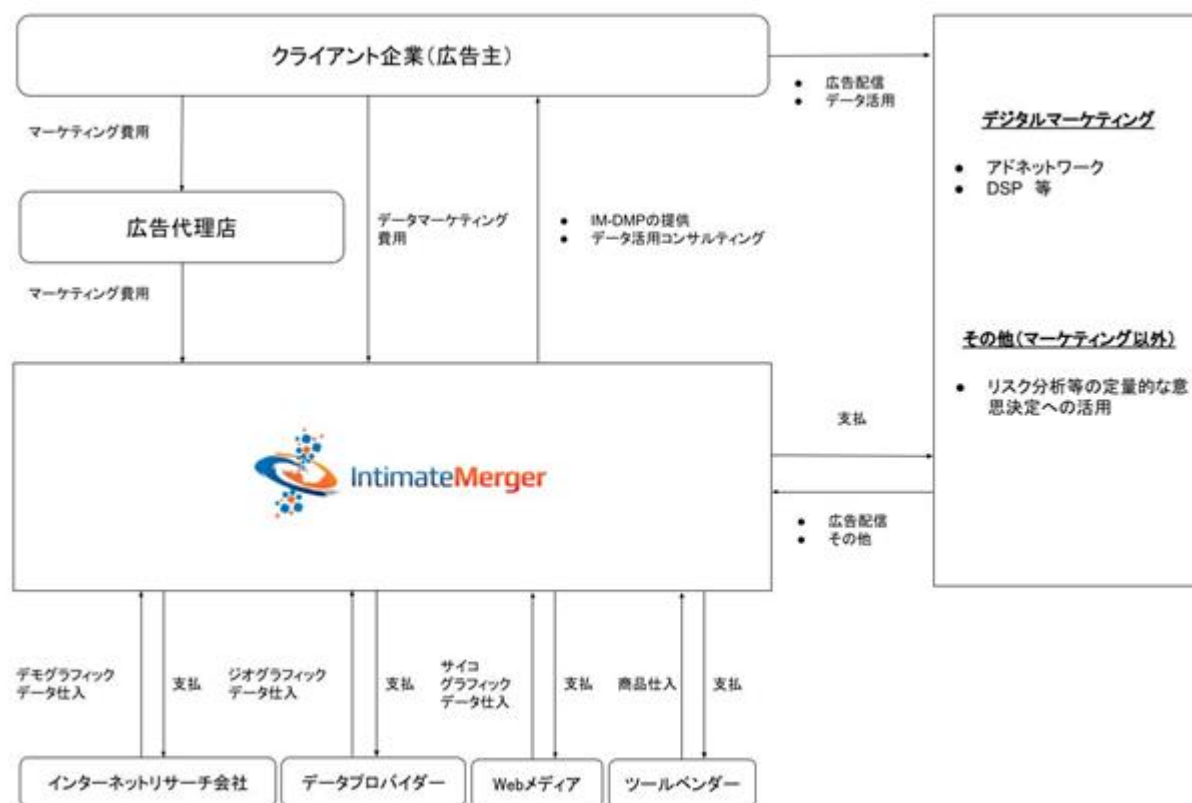 クライアント企業（広告主）
● 広告配信
● データ活用
マーケティング費用
広告代理店
マーケティング費用
データマーケティング
費用
● IM-DMPの提供
● データ活用コンサルティング
デジタルマーケティング
● アドネットワーク
● DSP 等
その他（マーケティング以外）
● リスク分析等の定量的な意
思決定への活用
IntimateMerger
支払
● 広告配信
● その他
デモグラフィック
データ仕入
支払
ジオグラフィック
データ仕入
支払
サイコ
グラフィック
データ仕入
支払
商品仕入
支払
インターネットリサーチ会社
データプロバイダー
Webメディア
ツールベンダー